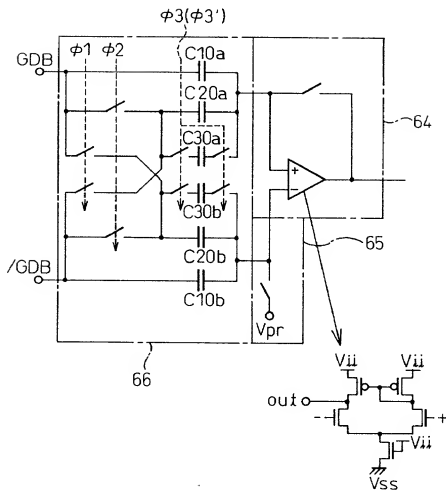 φ3(φ3')
GDB
φ1
φ2
C10a
C20a
C30a
C30b
C20b
C10b
/GDB
64
65
66
Vpr
+
−
Vii
Vii
out
−
+
Vii
Vss